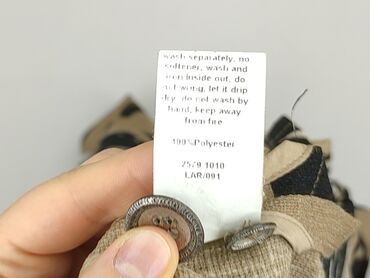 wash separately, no
softener, wash and
iron inside out, do
not wring, let it drip
dry, do not wash by
hand, keep away
from fire
100%Polyester
2529 1010
LAR/091